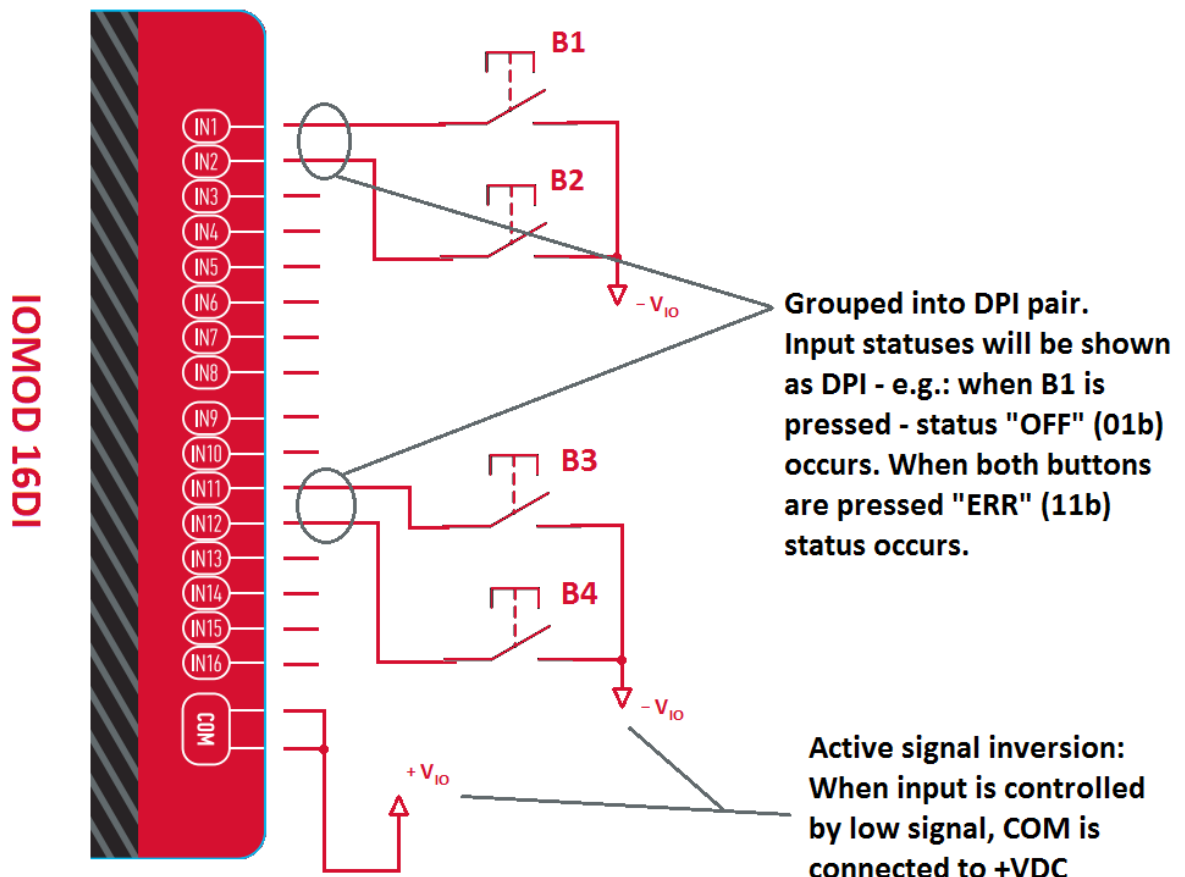 IOMOD 16DI
IN1
IN2
IN3
IN4
IN5
IN6
IN7
IN8
IN9
IN10
IN11
IN12
IN13
IN14
IN15
IN16
COM
B1
B2
– VIO
Grouped into DPI pair.
Input statuses will be shown
as DPI - e.g.: when B1 is
pressed - status "OFF" (01b)
occurs. When both buttons
are pressed "ERR" (11b)
status occurs.
B3
B4
– VIO
+ VIO
Active signal inversion:
When input is controlled
by low signal, COM is
connected to +VDC